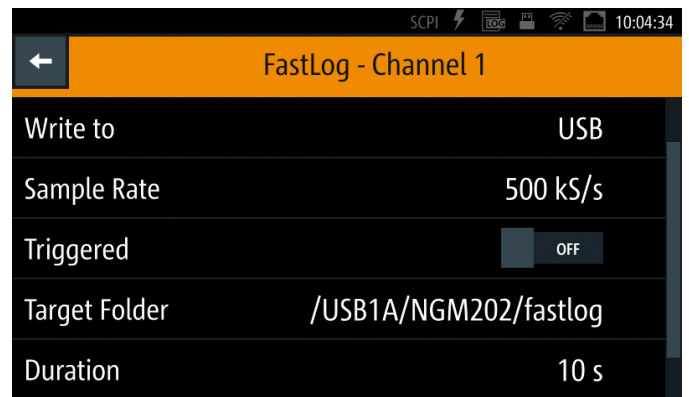 SCPI LOG 10:04:34
FastLog - Channel 1
Write to USB
Sample Rate 500 kS/s
Triggered OFF
Target Folder /USB1A/NGM202/fastlog
Duration 10 s